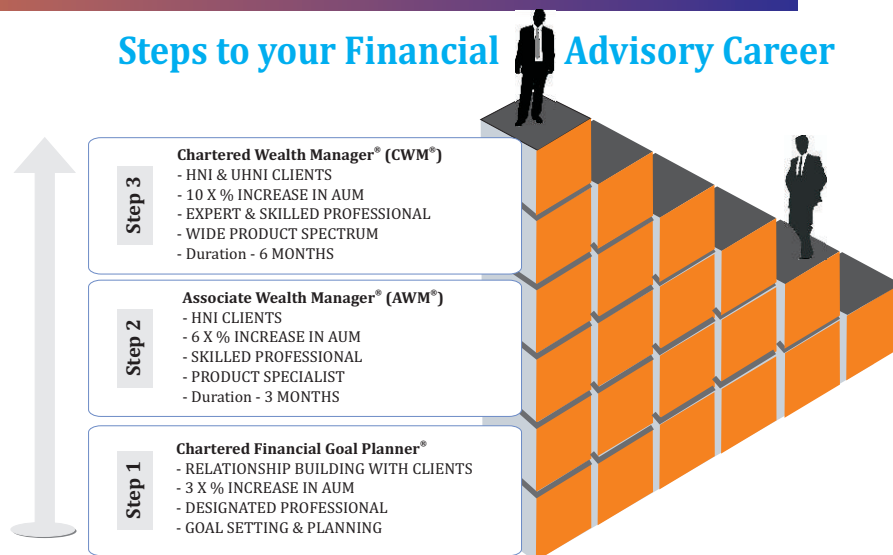 Steps to your Financial Advisory Career
Step 3
Chartered Wealth Manager® (CWM®)
- HNI & UHNI CLIENTS
- 10 X % INCREASE IN AUM
- EXPERT & SKILLED PROFESSIONAL
- WIDE PRODUCT SPECTRUM
- Duration - 6 MONTHS
Step 2
Associate Wealth Manager® (AWM®)
- HNI CLIENTS
- 6 X % INCREASE IN AUM
- SKILLED PROFESSIONAL
- PRODUCT SPECIALIST
- Duration - 3 MONTHS
Step 1
Chartered Financial Goal Planner®
- RELATIONSHIP BUILDING WITH CLIENTS
- 3 X % INCREASE IN AUM
- DESIGNATED PROFESSIONAL
- GOAL SETTING & PLANNING